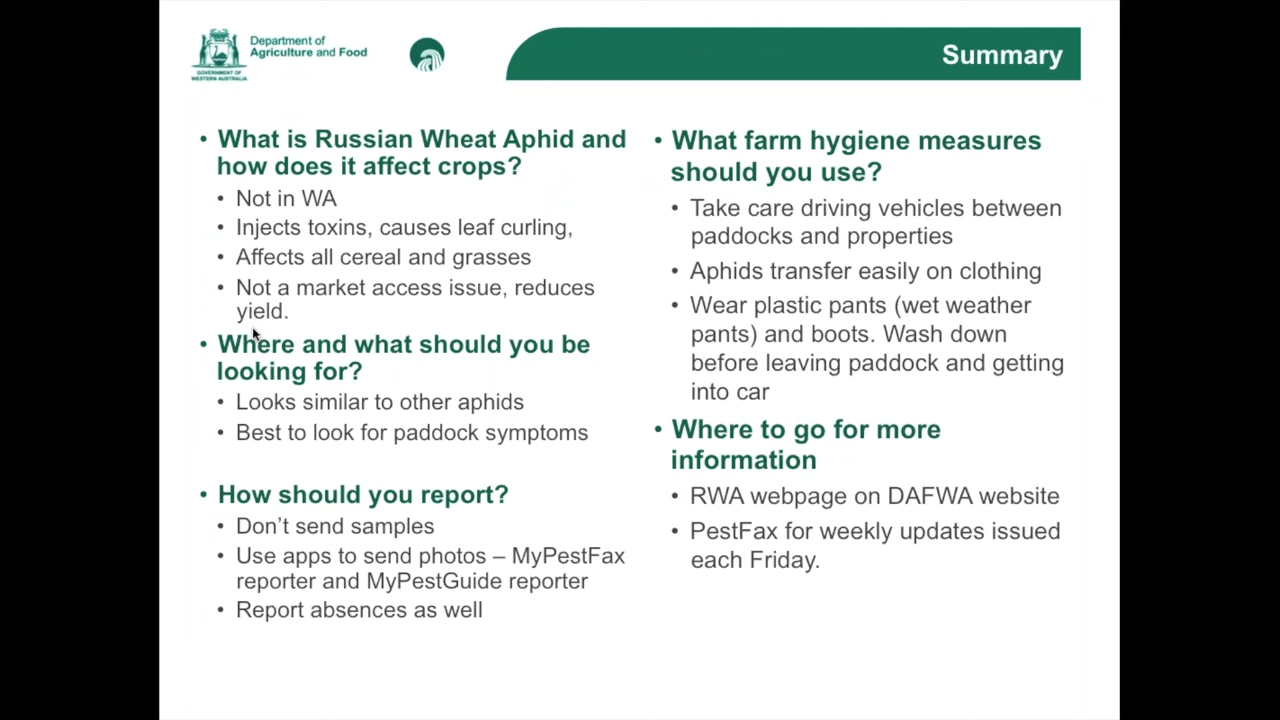 Department of
Agriculture and Food
GOVERNMENT OF
WESTERN AUSTRALIA
Summary
• What is Russian Wheat Aphid and
how does it affect crops?
• Not in WA
• Injects toxins, causes leaf curling,
• Affects all cereal and grasses
• Not a market access issue, reduces
yield.
• Where and what should you be
looking for?
• Looks similar to other aphids
• Best to look for paddock symptoms
• How should you report?
• Don’t send samples
• Use apps to send photos – MyPestFax
reporter and MyPestGuide reporter
• Report absences as well
• What farm hygiene measures
should you use?
• Take care driving vehicles between
paddocks and properties
• Aphids transfer easily on clothing
• Wear plastic pants (wet weather
pants) and boots. Wash down
before leaving paddock and getting
into car
• Where to go for more
information
• RWA webpage on DAFWA website
• PestFax for weekly updates issued
each Friday.